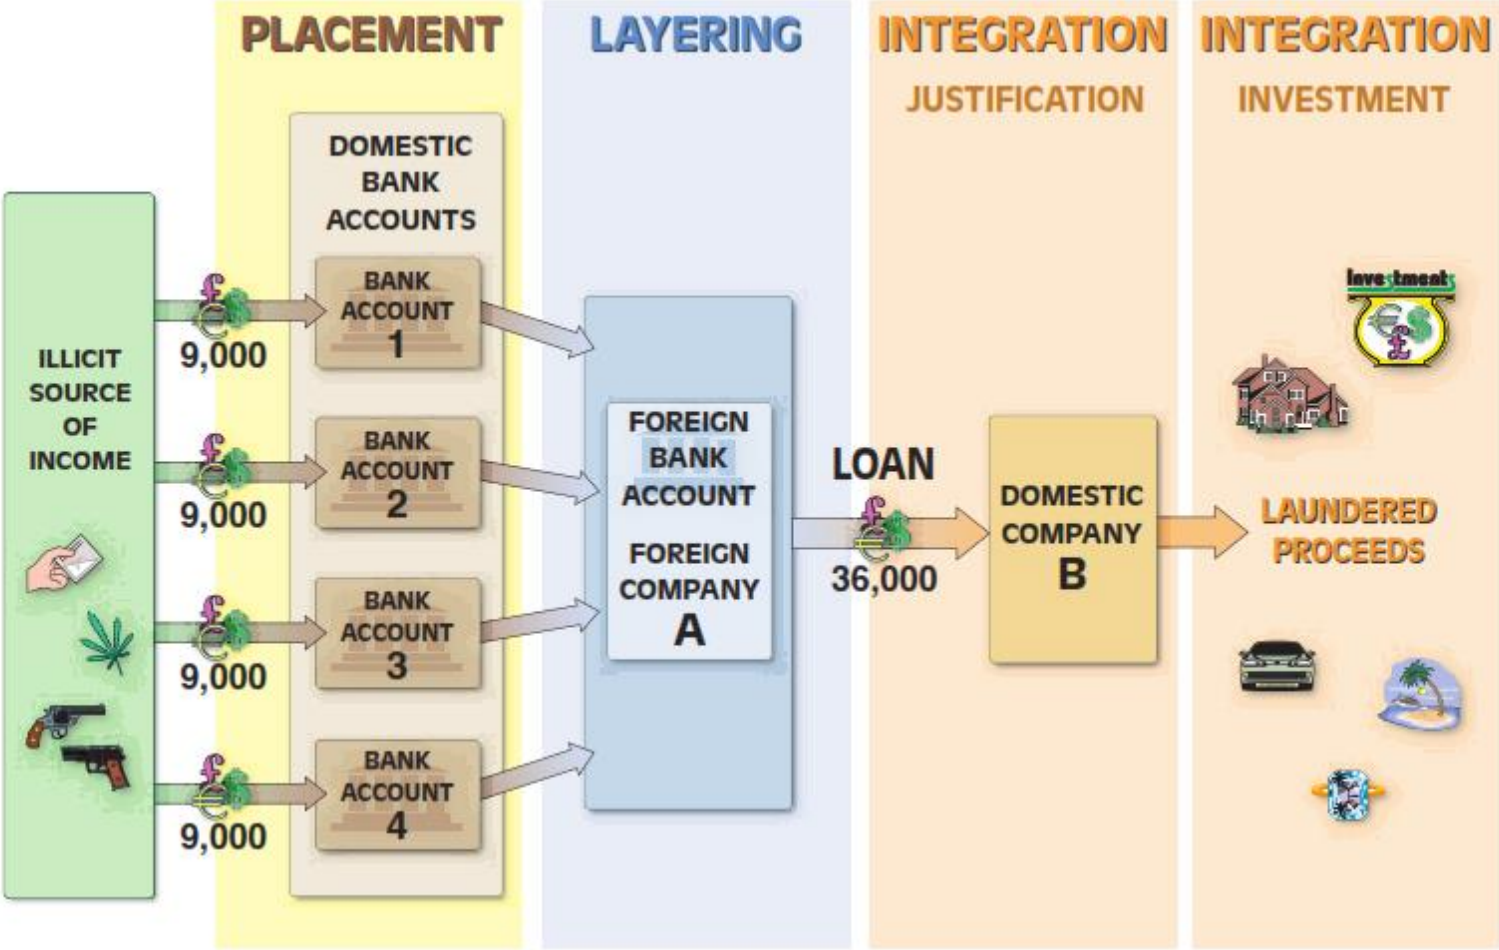 PLACEMENT
LAYERING
INTEGRATION
JUSTIFICATION
INTEGRATION
INVESTMENT
DOMESTIC
BANK
ACCOUNTS
ILLICIT
SOURCE
OF
INCOME
£
€$
9,000
BANK
ACCOUNT
1
£
€$
9,000
BANK
ACCOUNT
2
£
€$
9,000
BANK
ACCOUNT
3
£
€$
9,000
BANK
ACCOUNT
4
FOREIGN
BANK
ACCOUNT
FOREIGN
COMPANY
A
LOAN
£
€$
36,000
DOMESTIC
COMPANY
B
Investments
€$
£
LAUNDERED
PROCEEDS